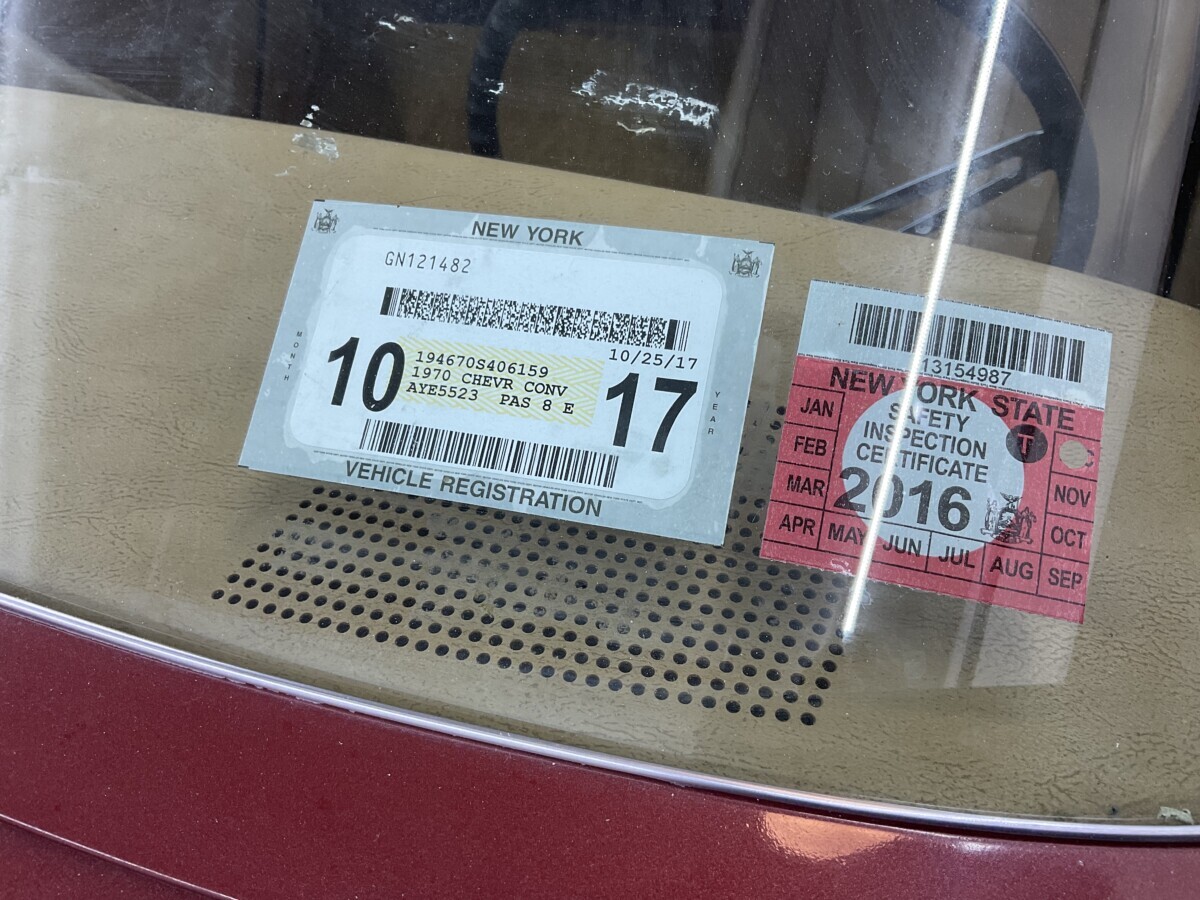 NEW YORK
GN121482
MONTH
10
194670S406159
1970 CHEVR CONV
AYE5523 PAS 8 E
10/25/17
17
YEAR
VEHICLE REGISTRATION
13154987
NEW YORK STATE
SAFETY
INSPECTION
CERTIFICATE
2016
T
JAN
FEB
MAR
APR
MAY
JUN
JUL
AUG
SEP
OCT
NOV